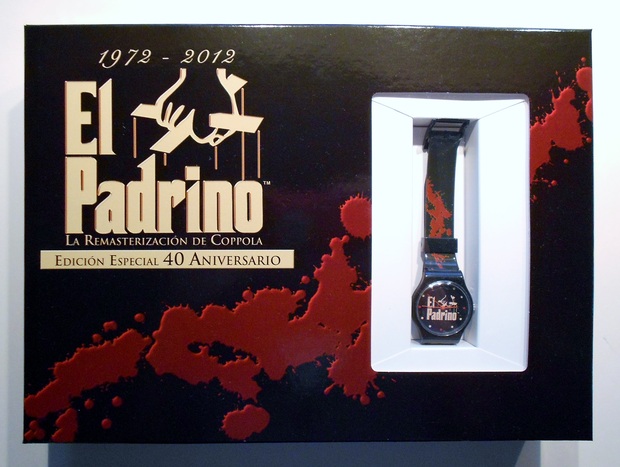 1972 - 2012
El
Padrino™
La Remasterización de Coppola
Edición Especial 40 Aniversario
El
Padrino